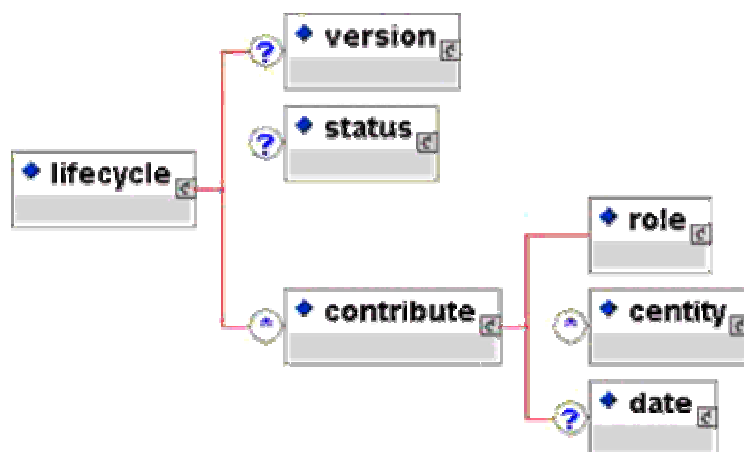 ? version
? status
lifecycle
role
* contribute
* centity
? date